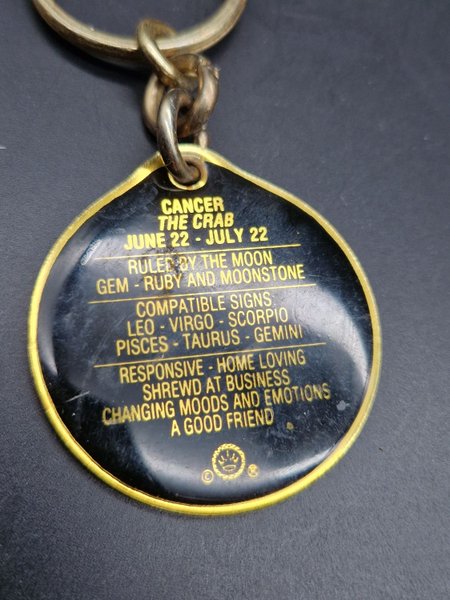 CANCER
THE CRAB
JUNE 22 - JULY 22
RULED BY THE MOON
GEM - RUBY AND MOONSTONE
COMPATIBLE SIGNS
LEO - VIRGO - SCORPIO
PISCES - TAURUS - GEMINI
RESPONSIVE - HOME LOVING
SHREWD AT BUSINESS
CHANGING MOODS AND EMOTIONS
A GOOD FRIEND
© ®